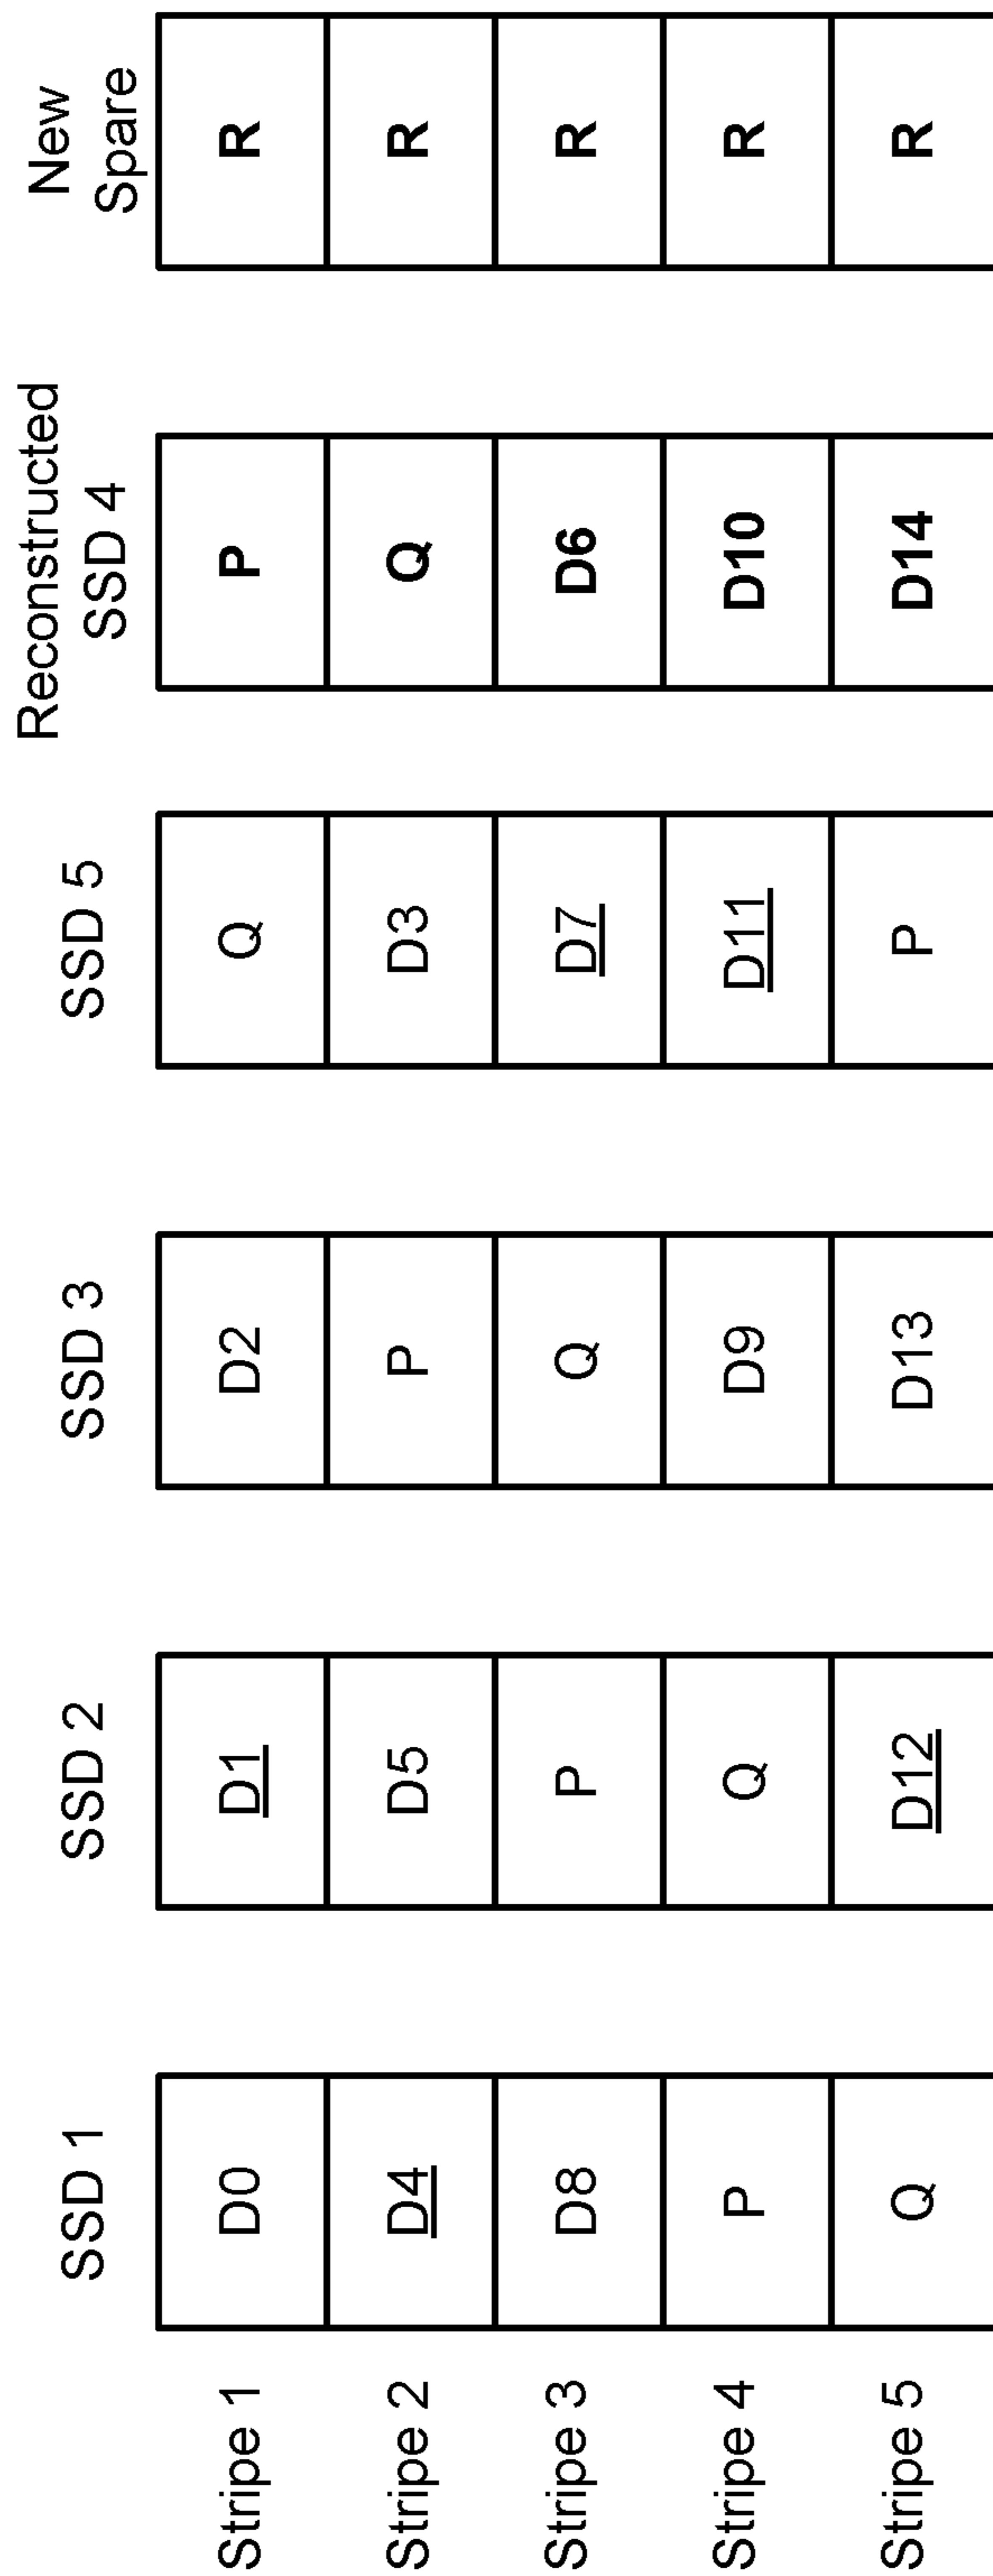 SSD 1 SSD 2 SSD 3 SSD 5 Reconstructed SSD 4 New Spare
Stripe 1 D0 D1 D2 Q P R
Stripe 2 D4 D5 P D3 Q R
Stripe 3 D8 P Q D7 D6 R
Stripe 4 P Q D9 D11 D10 R
Stripe 5 Q D12 D13 P D14 R